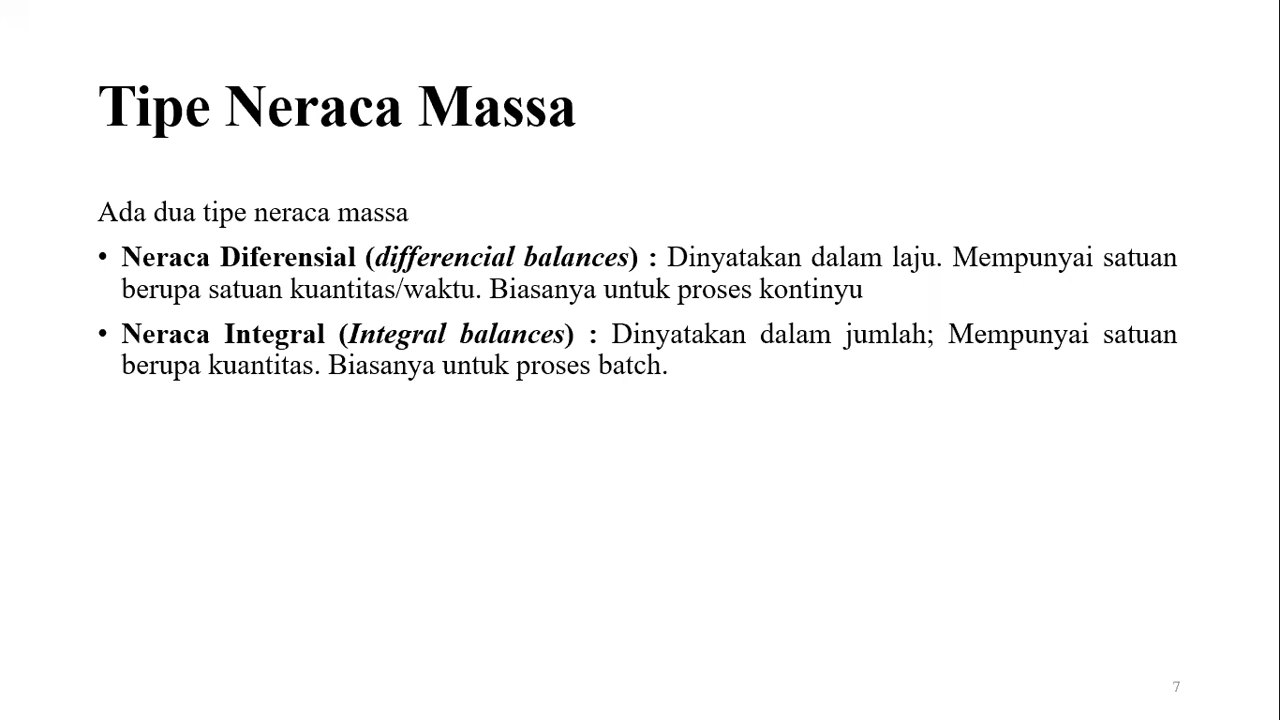 Tipe Neraca Massa
Ada dua tipe neraca massa
• Neraca Diferensial (differencial balances) : Dinyatakan dalam laju. Mempunyai satuan
berupa satuan kuantitas/waktu. Biasanya untuk proses kontinyu
• Neraca Integral (Integral balances) : Dinyatakan dalam jumlah; Mempunyai satuan
berupa kuantitas. Biasanya untuk proses batch.
7